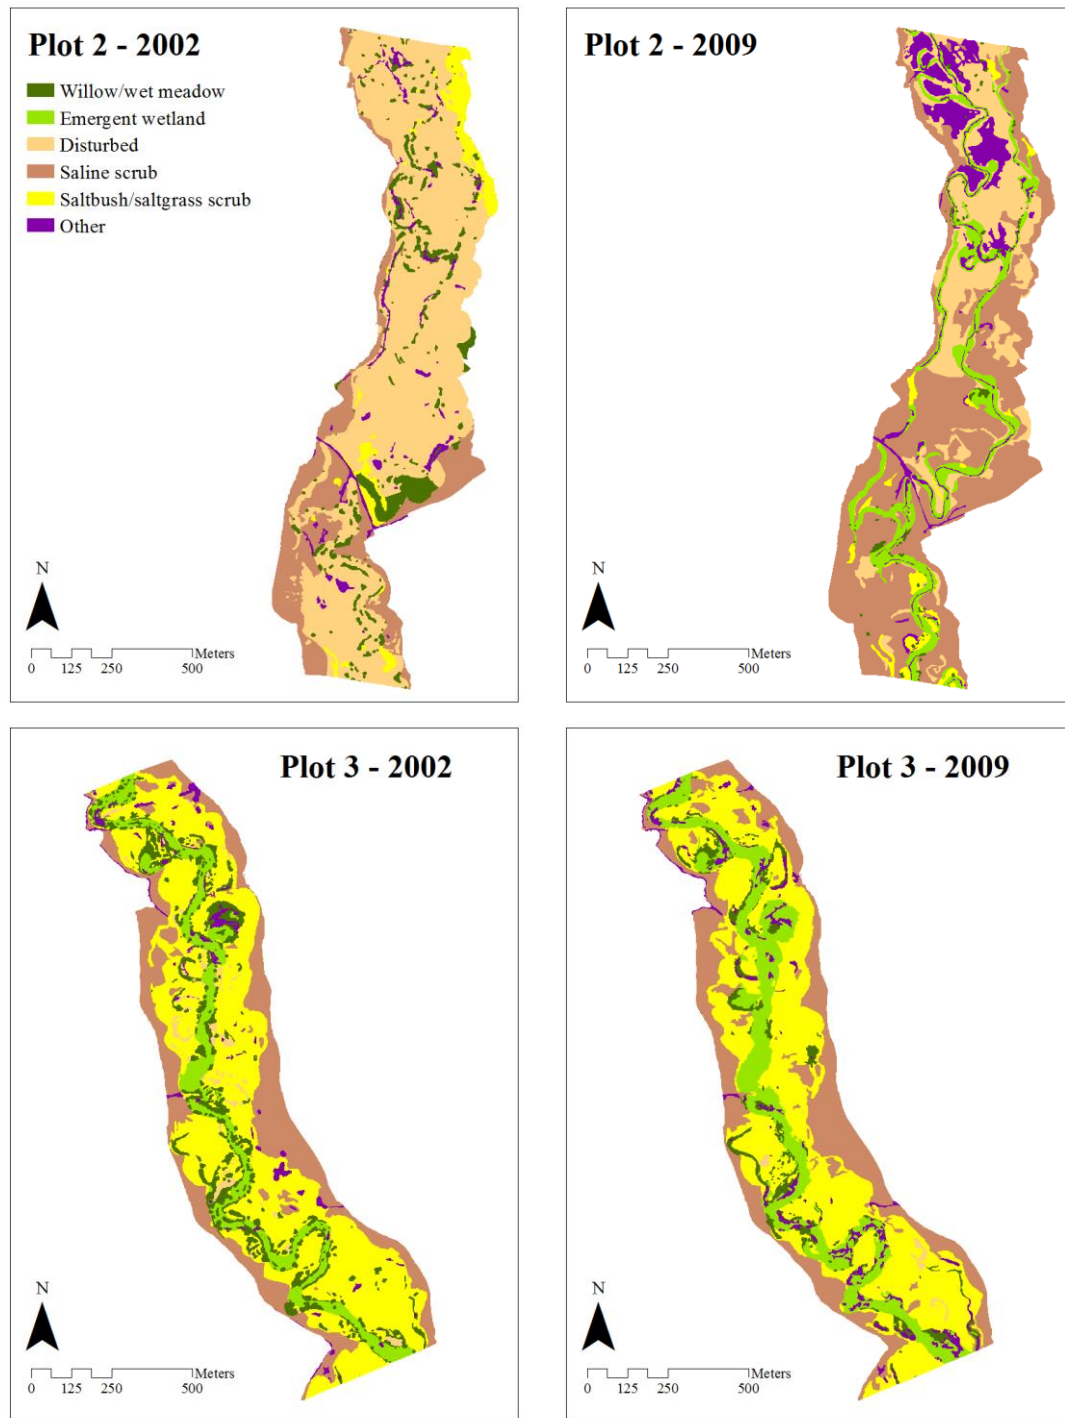 Plot 2 - 2002
Willow/wet meadow
Emergent wetland
Disturbed
Saline scrub
Saltbush/saltgrass scrub
Other
N
Meters
0 125 250 500
Plot 2 - 2009
N
Meters
0 125 250 500
Plot 3 - 2002
N
Meters
0 125 250 500
Plot 3 - 2009
N
Meters
0 125 250 500